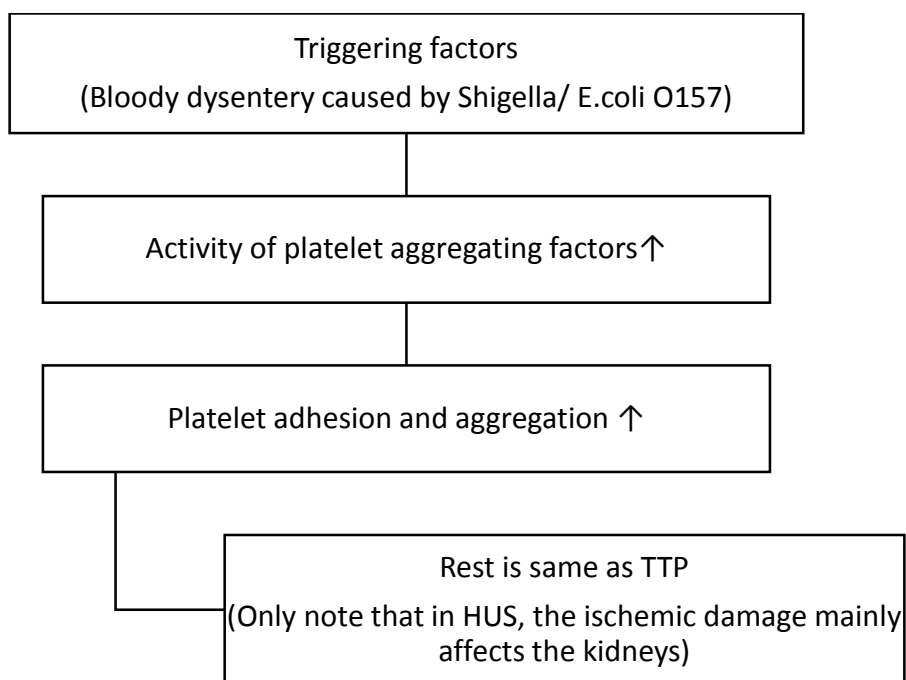 Triggering factors
(Bloody dysentery caused by Shigella/ E.coli O157)
Activity of platelet aggregating factors↑
Platelet adhesion and aggregation ↑
Rest is same as TTP
(Only note that in HUS, the ischemic damage mainly
affects the kidneys)